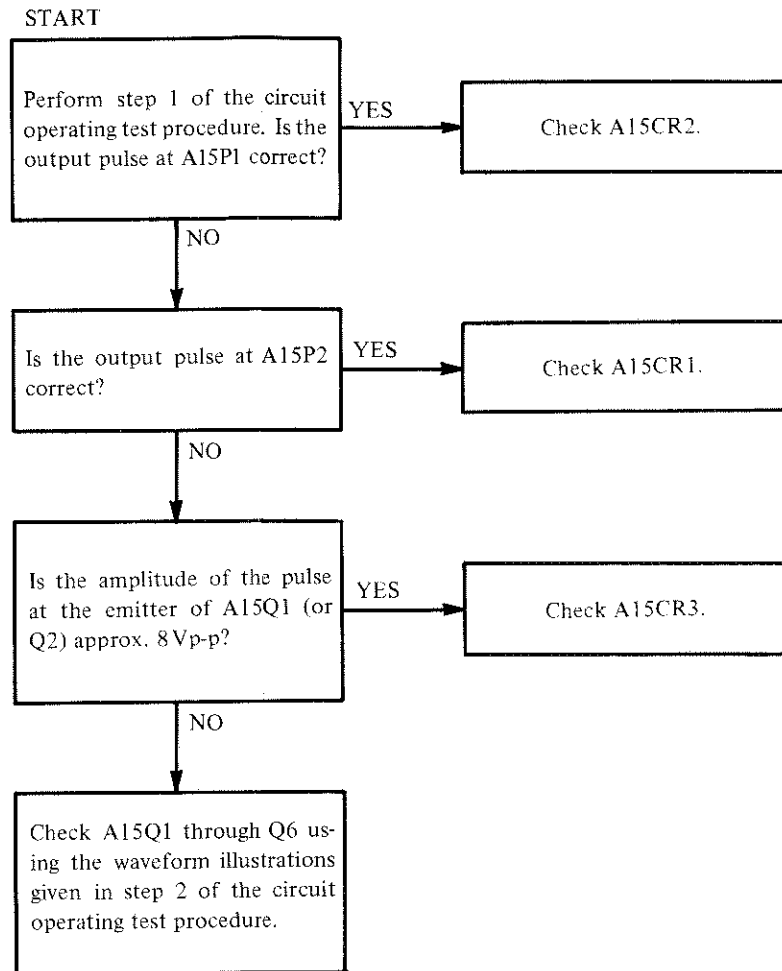 START
Perform step 1 of the circuit
operating test procedure. Is the
output pulse at A15P1 correct?
YES
Check A15CR2.
NO
Is the output pulse at A15P2
correct?
YES
Check A15CR1.
NO
Is the amplitude of the pulse
at the emitter of A15Q1 (or
Q2) approx. 8 Vp-p?
YES
Check A15CR3.
NO
Check A15Q1 through Q6 us-
ing the waveform illustrations
given in step 2 of the circuit
operating test procedure.